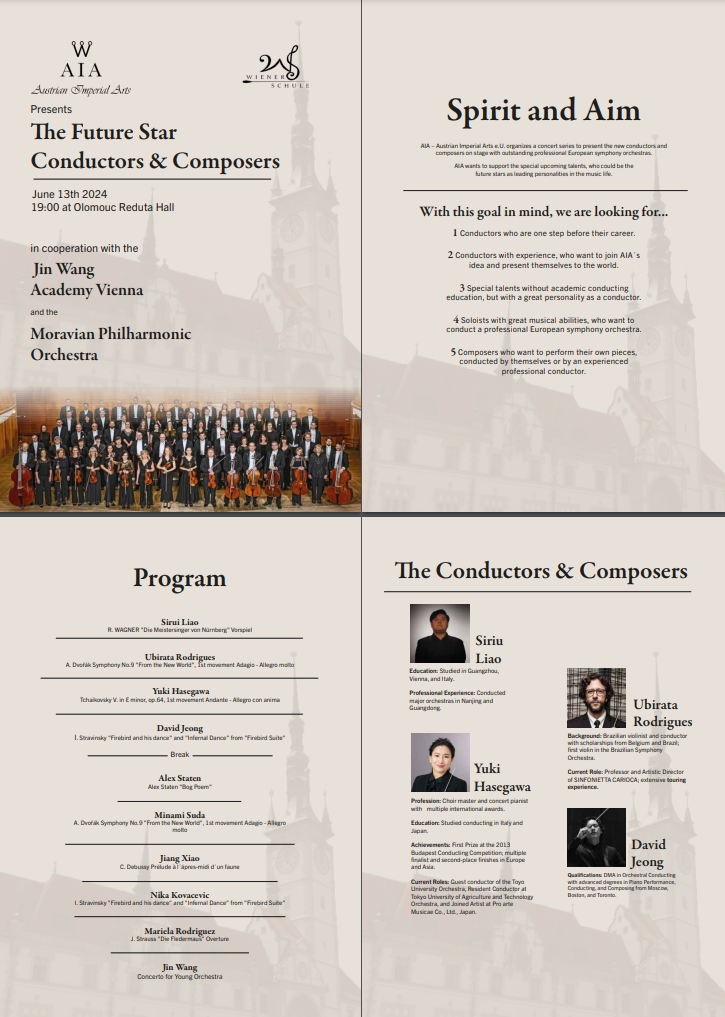 AIA
Austrian Imperial Arts
WIENER
SCHULE
Presents
The Future Star
Conductors & Composers
June 13th 2024
19:00 at Olomouc Reduta Hall
in cooperation with the
Jin Wang
Academy Vienna
and the
Moravian Philharmonic
Orchestra
Spirit and Aim
AIA – Austrian Imperial Arts e.U. organizes a concert series to present the new conductors and
composers on stage with outstanding professional European symphony orchestras.
AIA wants to support the special upcoming talents, who could be the
future stars as leading personalities in the music life.
With this goal in mind, we are looking for...
1 Conductors who are one step before their career.
2 Conductors with experience, who want to join AIA´s
idea and present themselves to the world.
3 Special talents without academic conducting
education, but with a great personality as a conductor.
4 Soloists with great musical abilities, who want to
conduct a professional European symphony orchestra.
5 Composers who want to perform their own pieces,
conducted by themselves or by an experienced
professional conductor.
Program
Sirui Liao
R. WAGNER "Die Meistersinger von Nürnberg" Vorspiel
Ubirata Rodrigues
A. Dvořák Symphony No.9 "From the New World", 1st movement Adagio - Allegro molto
Yuki Hasegawa
Tchaikovsky V. in E minor, op.64, 1st movement Andante - Allegro con anima
David Jeong
I. Stravinsky "Firebird and his dance" and "Infernal Dance" from "Firebird Suite"
Break
Alex Staten
Alex Staten "Bog Poem"
Minami Suda
A. Dvořák Symphony No.9 "From the New World", 1st movement Adagio - Allegro
molto
Jiang Xiao
C. Debussy Prélude à l´àpres-midi d´un faune
Nika Kovacevic
I. Stravinsky "Firebird and his dance" and "Infernal Dance" from "Firebird Suite"
Mariela Rodriguez
J. Strauss "Die Fledermaus" Overture
Jin Wang
Concerto for Young Orchestra
The Conductors & Composers
Siriu
Liao
Education: Studied in Guangzhou,
Vienna, and Italy.
Professional Experience: Conducted
major orchestras in Nanjing and
Guangdong.
Yuki
Hasegawa
Profession: Choir master and concert pianist
with multiple international awards.
Education: Studied conducting in Italy and
Japan.
Achievements: First Prize at the 2013
Budapest Conducting Competition; multiple
finalist and second-place finishes in Europe
and Asia.
Current Roles: Guest conductor of the Toyo
University Orchestra, Resident Conductor at
Tokyo University of Agriculture and Technology
Orchestra, and Joined Artist at Pro arte
Musicae Co., Ltd., Japan.
Ubirata
Rodrigues
Background: Brazilian violinist and conductor
with scholarships from Belgium and Brazil;
first violin in the Brazilian Symphony
Orchestra.
Current Role: Professor and Artistic Director
of SINFONIETTA CARIOCA; extensive touring
experience.
David
Jeong
Qualifications: DMA in Orchestral Conducting
with advanced degrees in Piano Performance,
Conducting, and Composing from Moscow,
Boston, and Toronto.